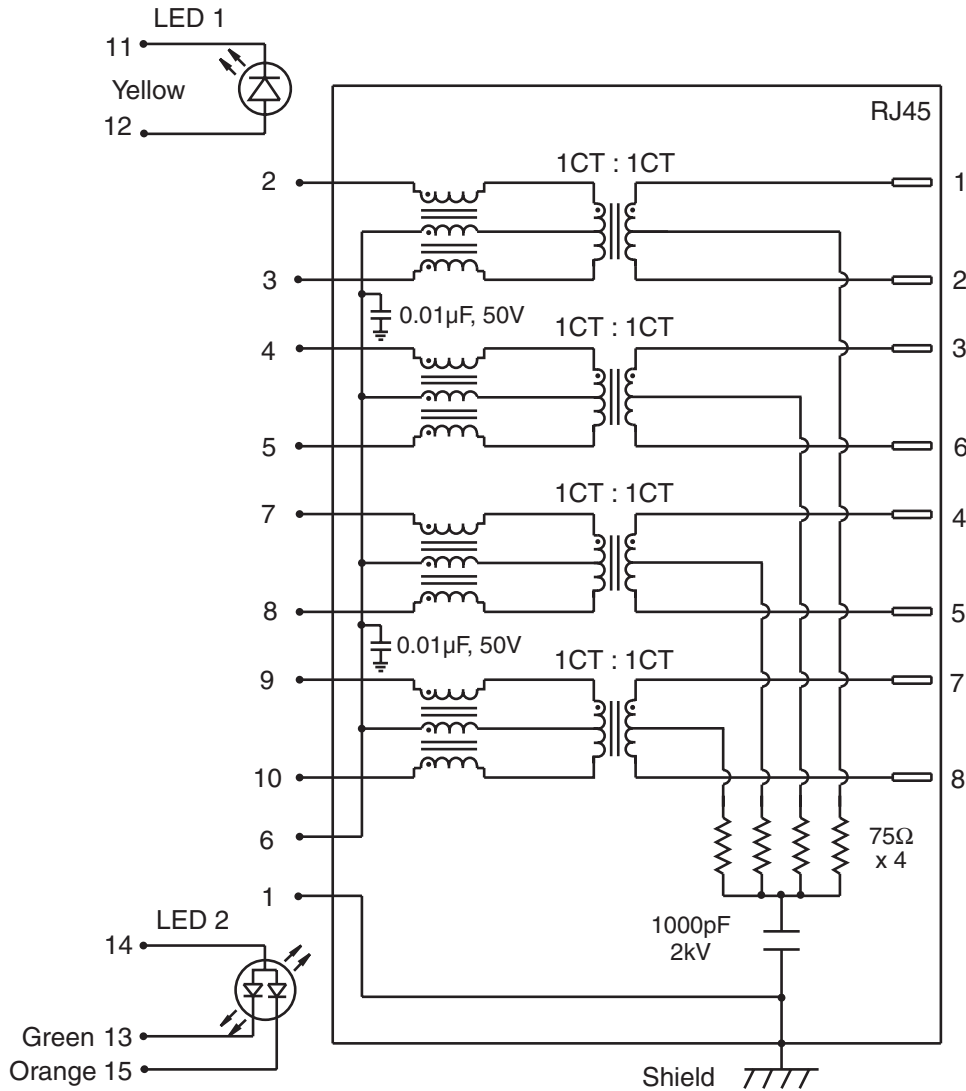 LED 1
11
Yellow
12
RJ45
1CT : 1CT
2
1
3
2
0.01µF, 50V
1CT : 1CT
4
3
5
6
1CT : 1CT
7
4
8
5
0.01µF, 50V
1CT : 1CT
9
7
10
8
6
75Ω
x 4
1
LED 2
14
1000pF
2kV
Green 13
Orange 15
Shield